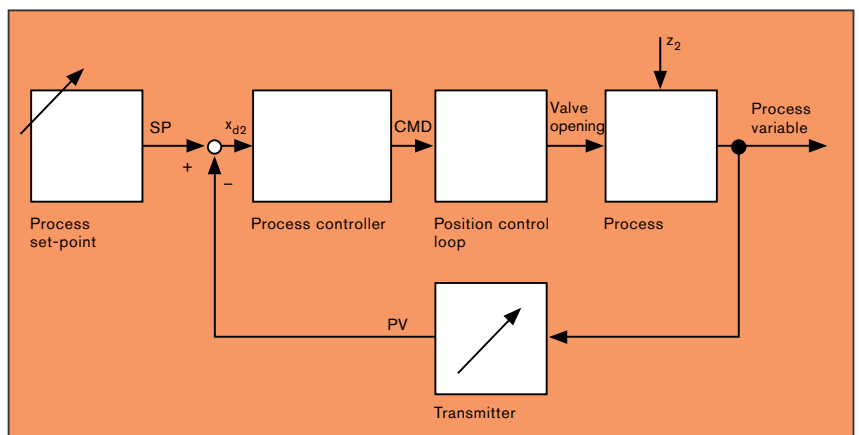 z2
SP
xd2
CMD
Valve
opening
Process
variable
+
–
Process
set-point
Process controller
Position control
loop
Process
PV
Transmitter